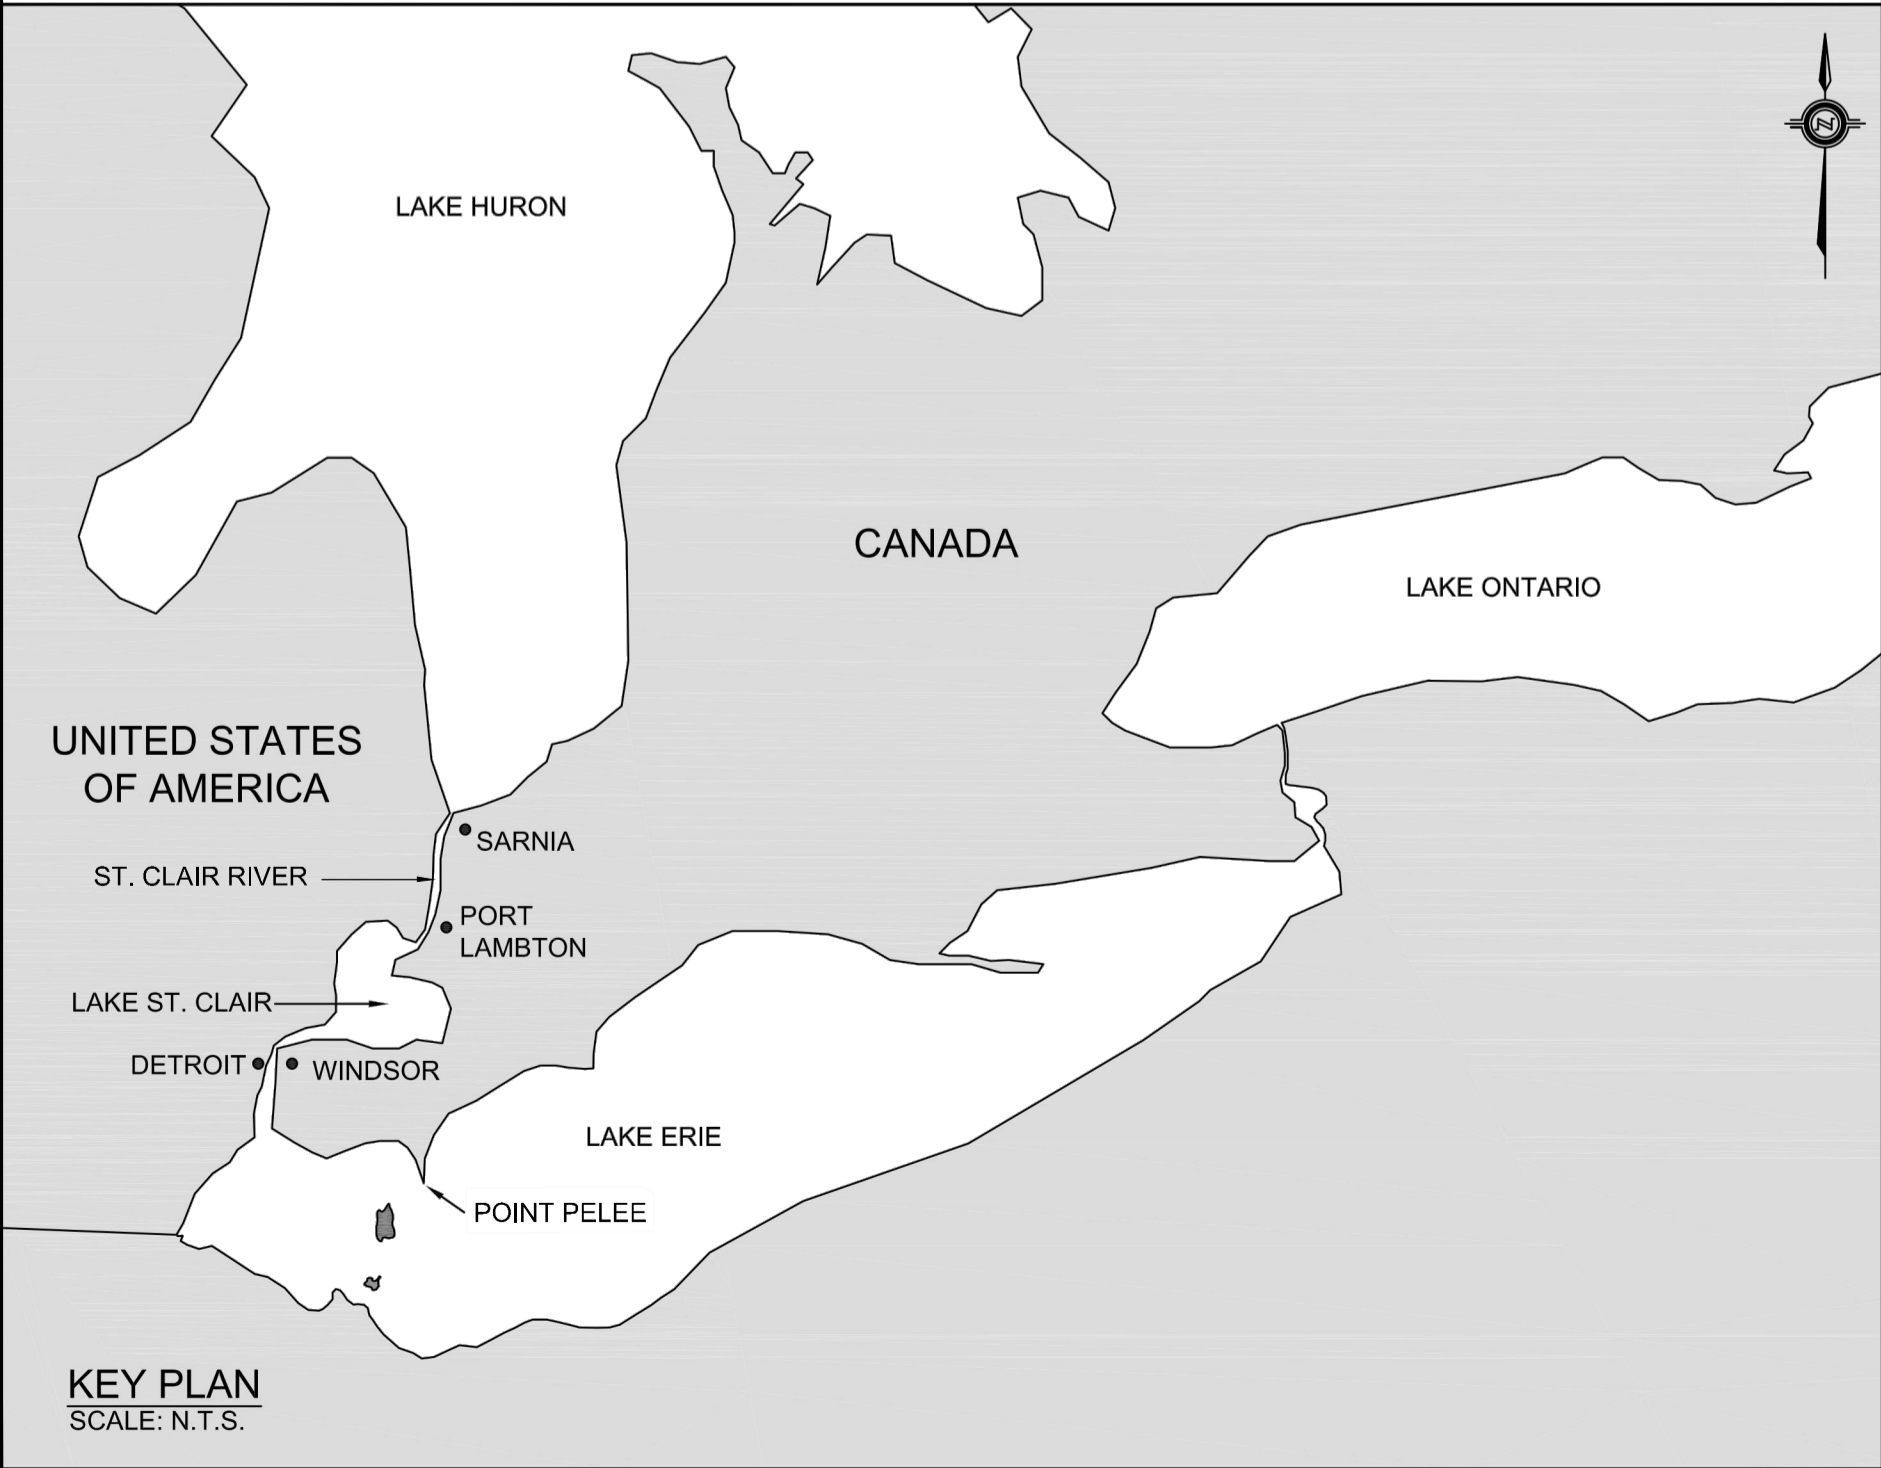 LAKE HURON
CANADA
LAKE ONTARIO
UNITED STATES
OF AMERICA
SARNIA
ST. CLAIR RIVER
PORT
LAMBTON
LAKE ST. CLAIR
DETROIT
WINDSOR
LAKE ERIE
POINT PELEE
KEY PLAN
SCALE: N.T.S.
N